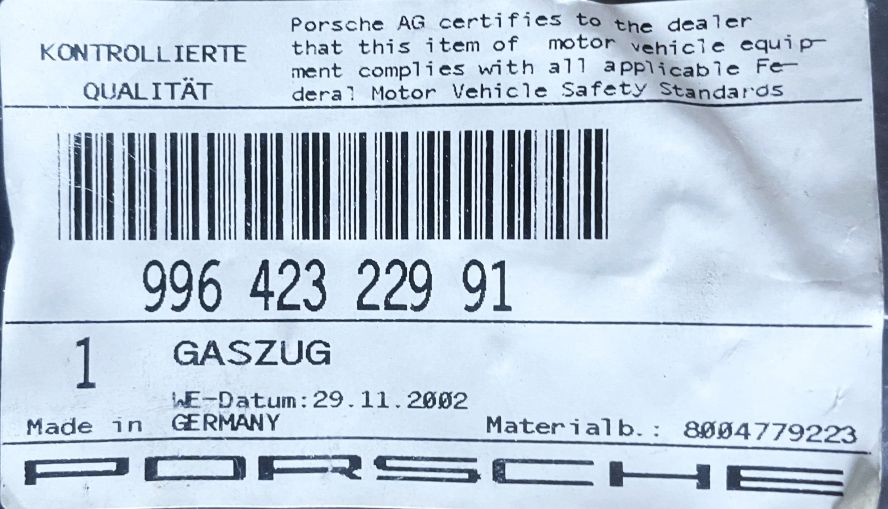 KONTROLLIERTE
QUALITÄT
Porsche AG certifies to the dealer
that this item of motor vehicle equip-
ment complies with all applicable Fe-
deral Motor Vehicle Safety Standards
996 423 229 91
1 GASZUG
WE-Datum:29.11.2002
Made in GERMANY Materialb.: 8004779223
PORSCHE